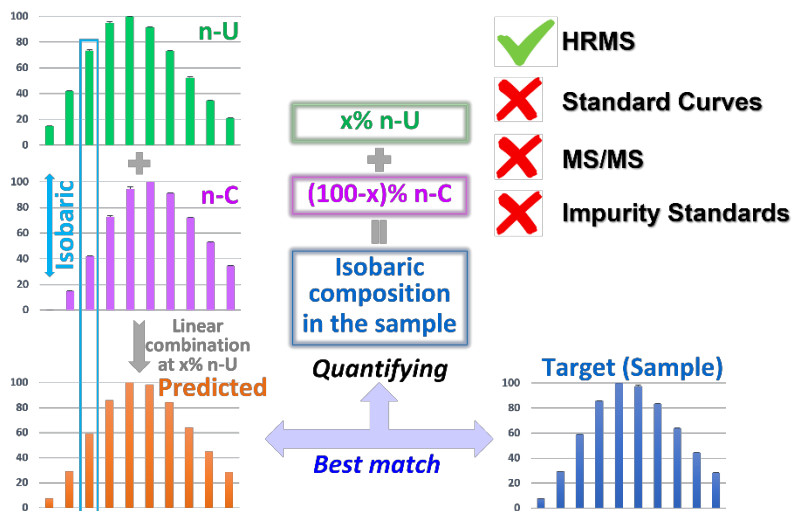 n-U
100
80
60
40
20
0
n-C
100
80
60
40
20
0
Isobaric
Linear
combination
at x% n-U
Predicted
100
80
60
40
20
0
x% n-U
(100-x)% n-C
Isobaric
composition
in the sample
Quantifying
Best match
HRMS
Standard Curves
MS/MS
Impurity Standards
Target (Sample)
100
80
60
40
20
0